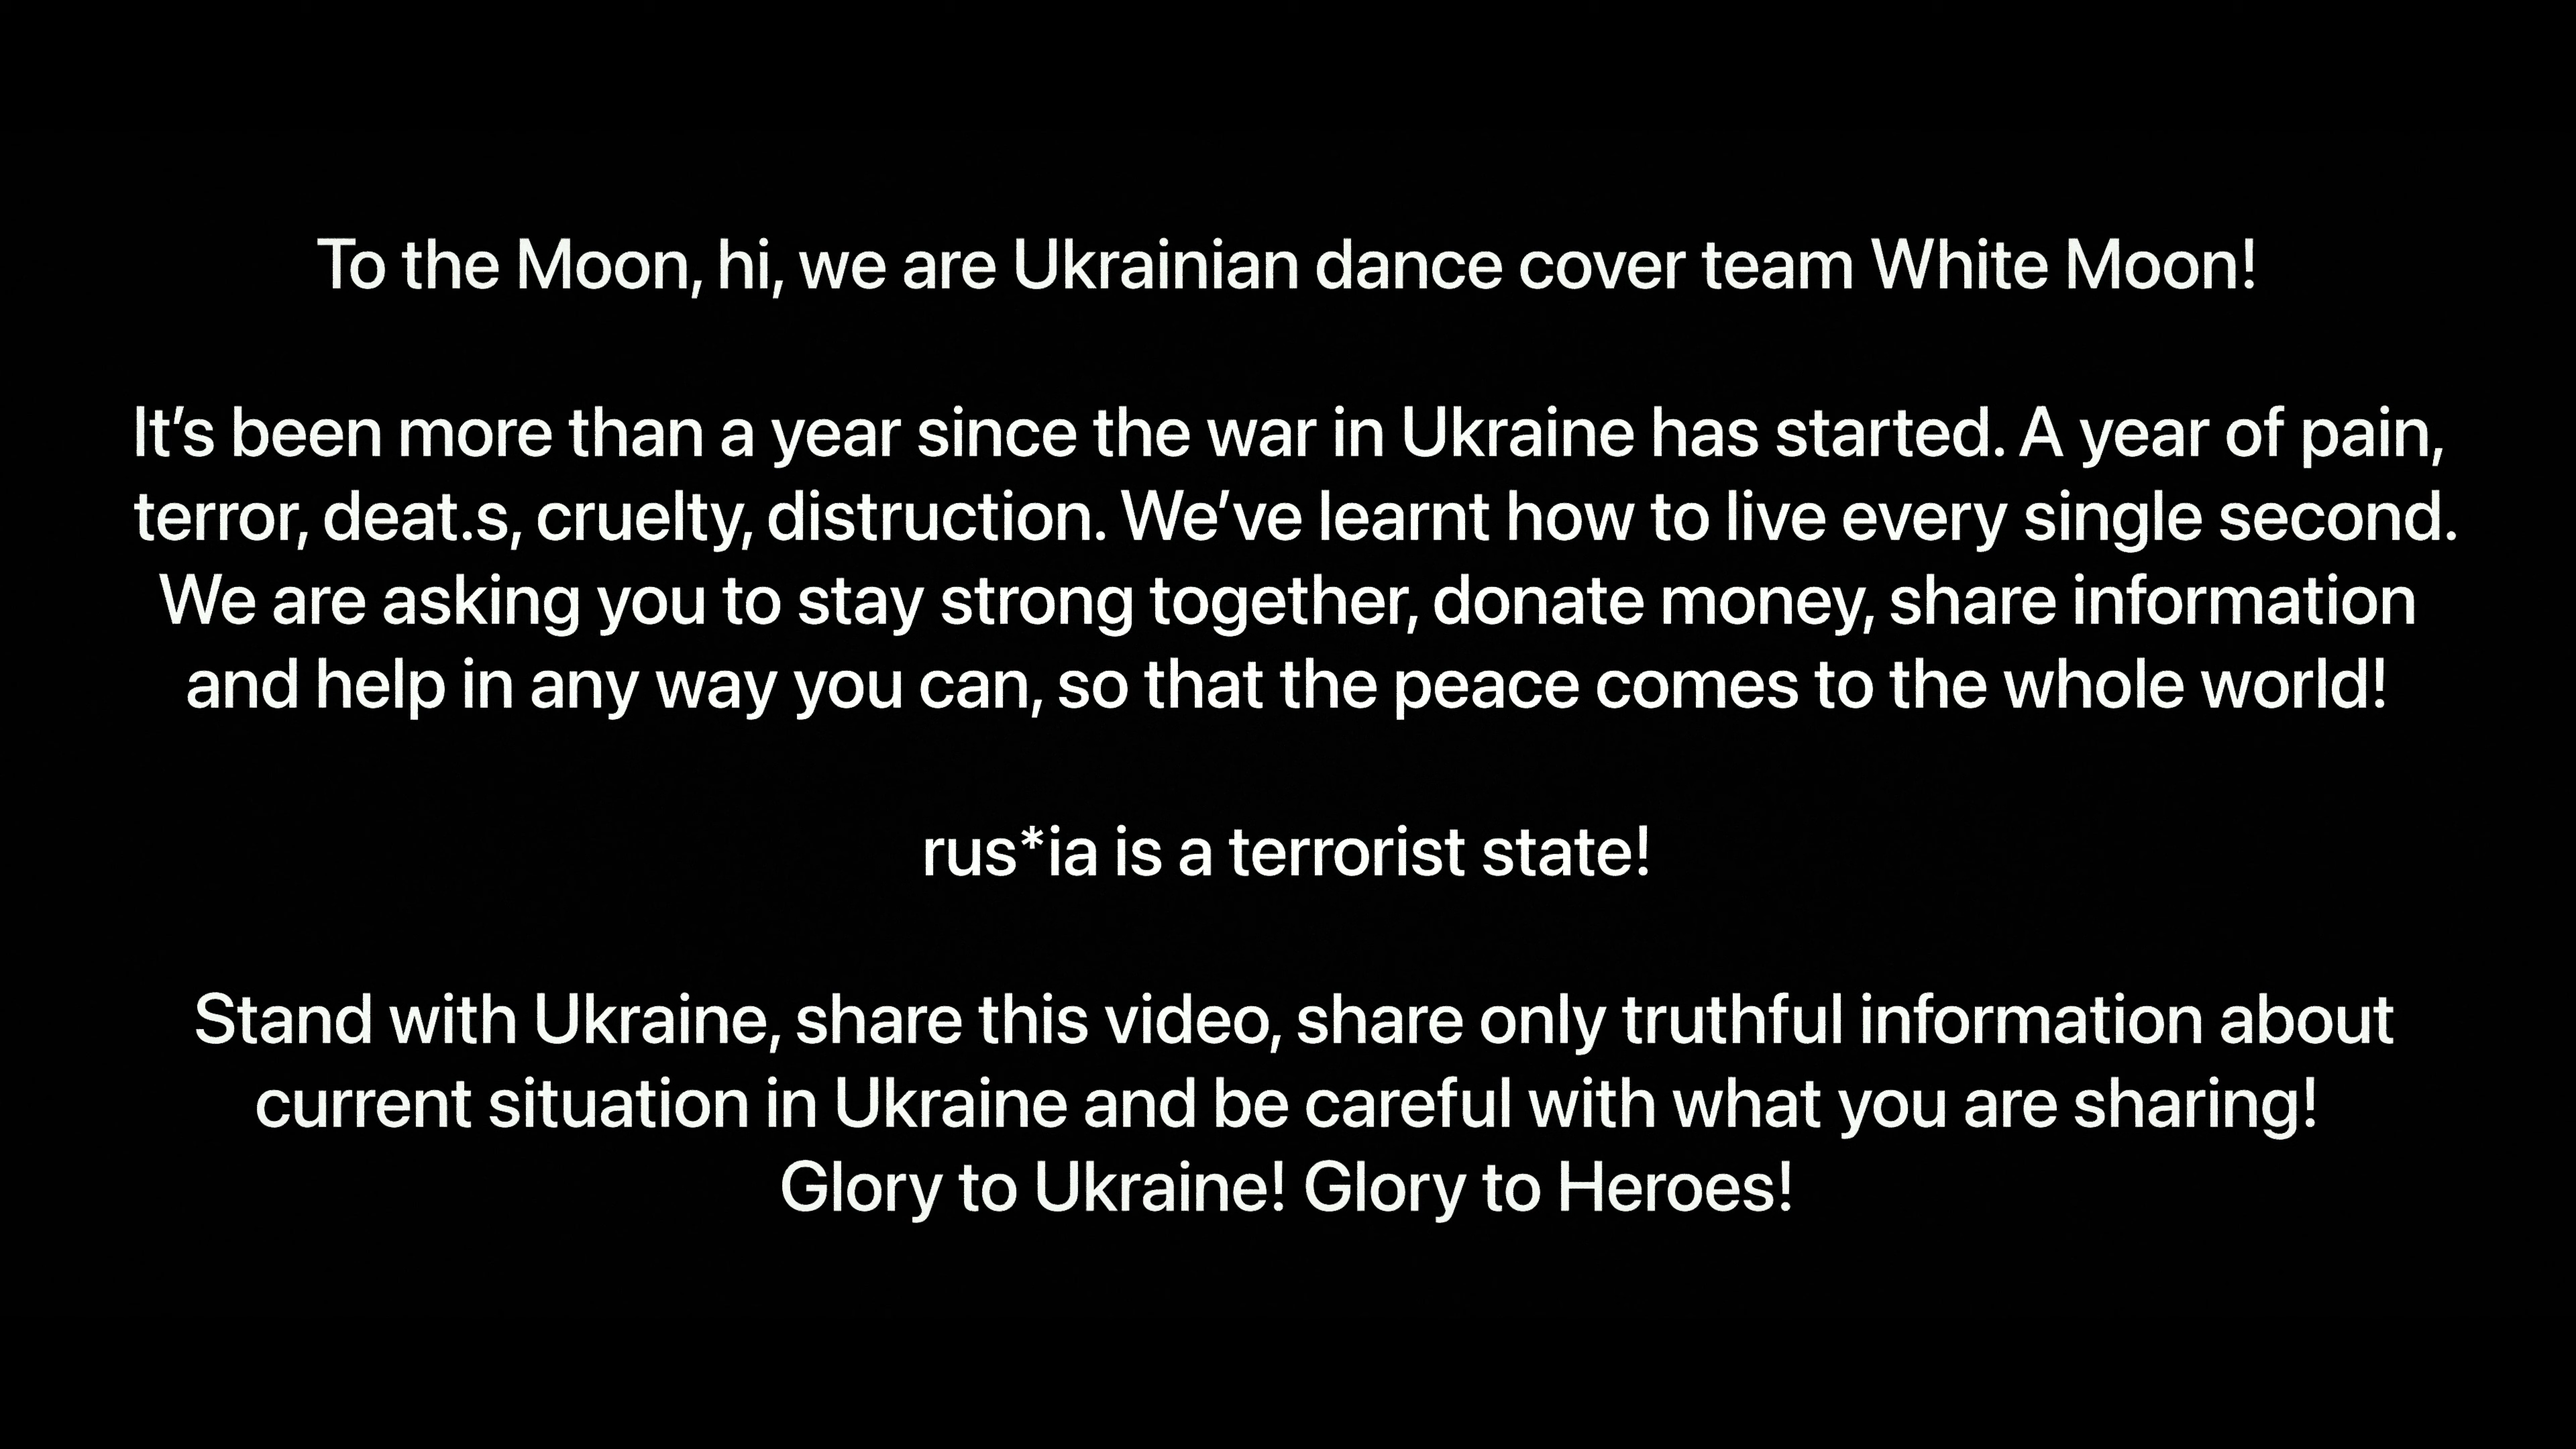 To the Moon, hi, we are Ukrainian dance cover team White Moon!
It’s been more than a year since the war in Ukraine has started. A year of pain,
terror, deat.s, cruelty, distruction. We’ve learnt how to live every single second.
We are asking you to stay strong together, donate money, share information
and help in any way you can, so that the peace comes to the whole world!
rus*ia is a terrorist state!
Stand with Ukraine, share this video, share only truthful information about
current situation in Ukraine and be careful with what you are sharing!
Glory to Ukraine! Glory to Heroes!